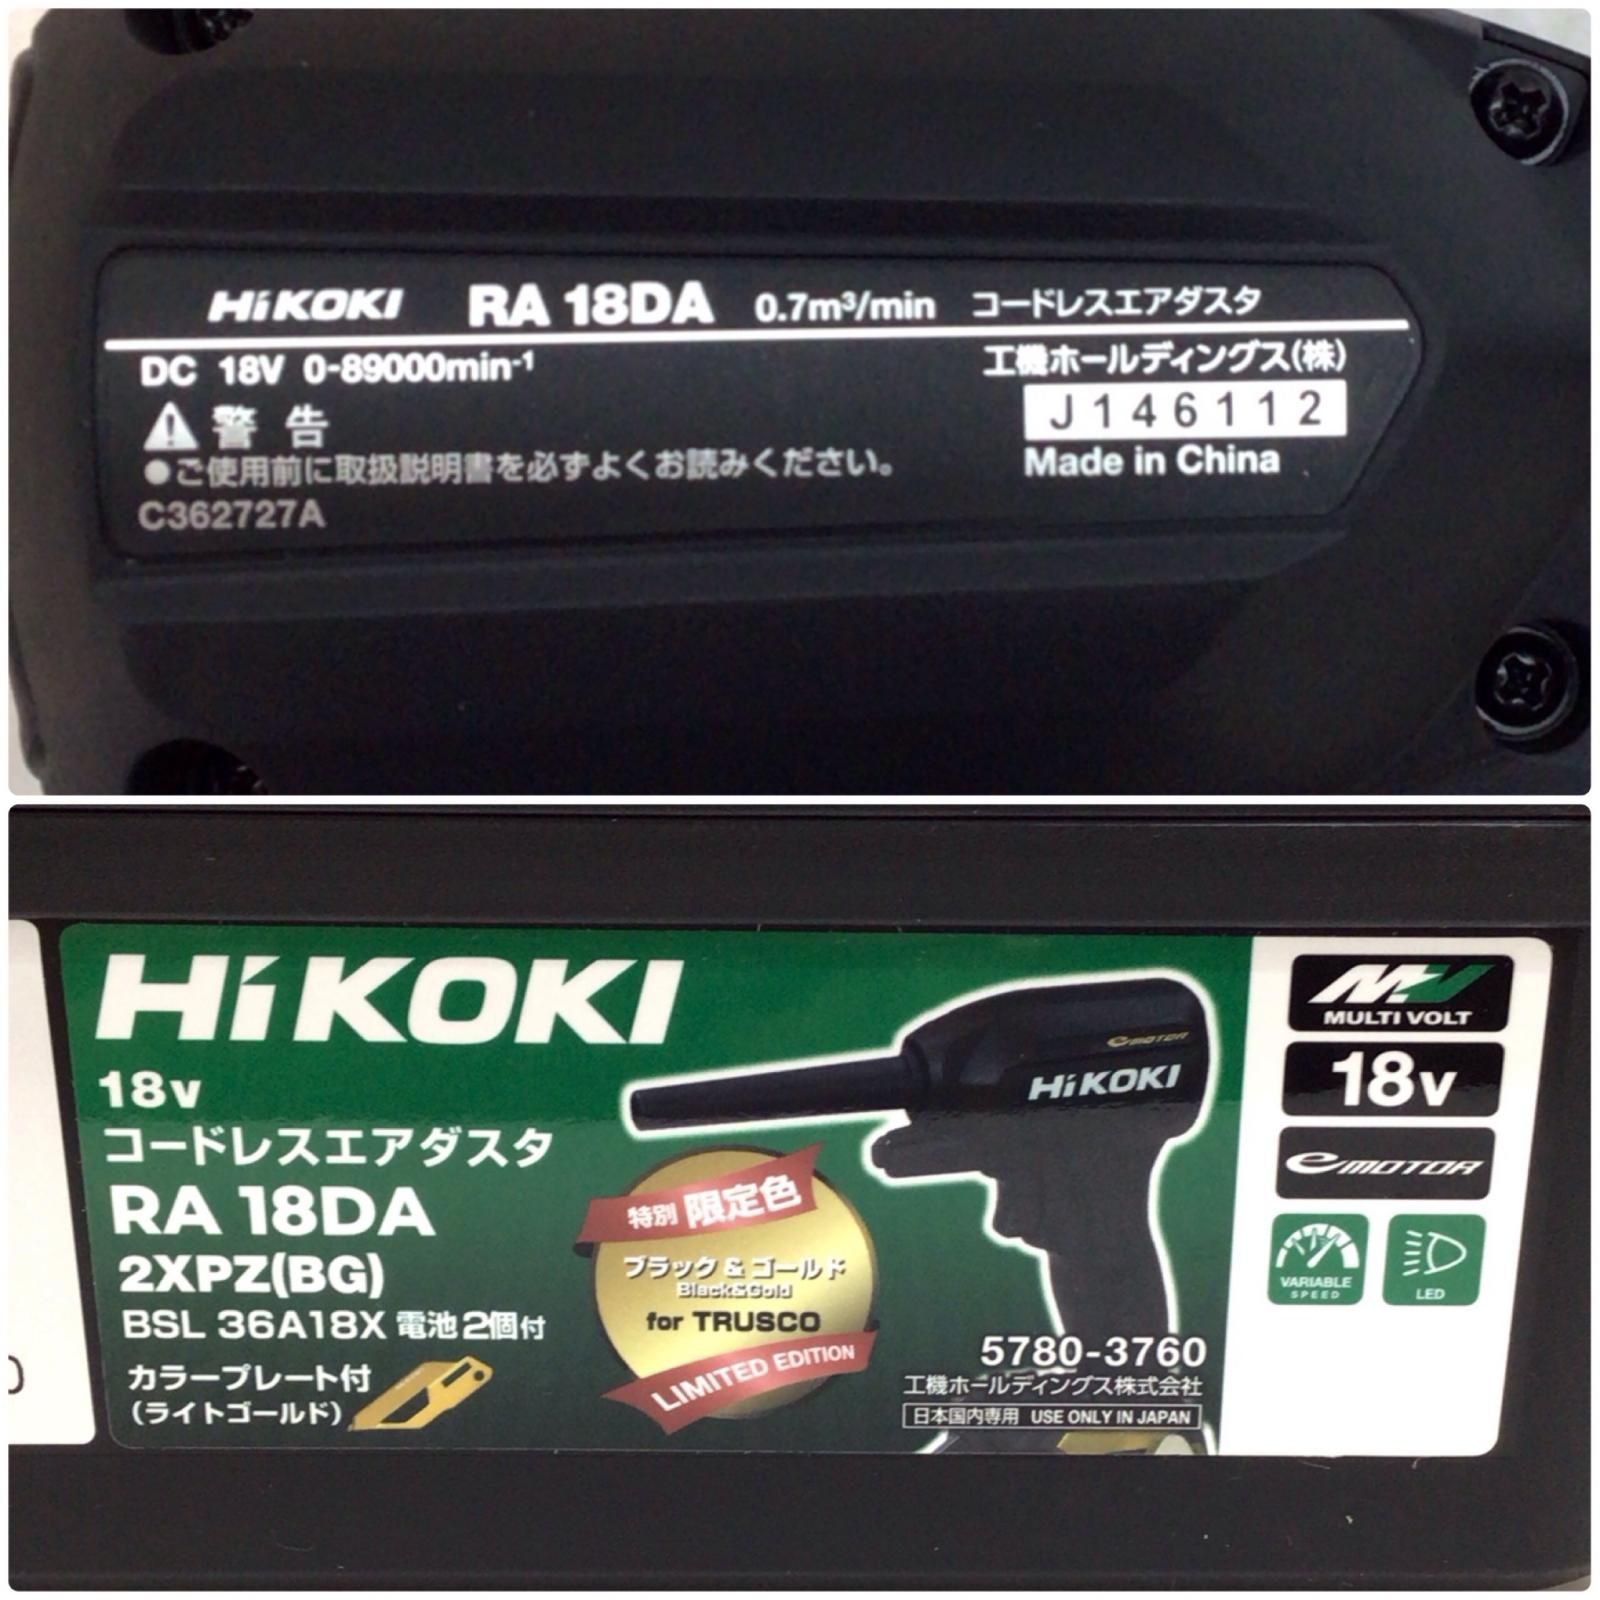 HiKOKI RA 18DA 0.7m³/min コードレスエアダスタ
DC 18V 0-89000min⁻¹ 工機ホールディングス(株)
警告 J146112
●ご使用前に取扱説明書を必ずよくお読みください。 Made in China
C362727A
HiKOKI
18v
コードレスエアダスタ
RA 18DA
2XPZ(BG)
BSL 36A18X 電池2個付
カラープレート付
(ライトゴールド)
特別 限定色
ブラック&ゴールド
Black&Gold
for TRUSCO
LIMITED EDITION
e MOTOR
HiKOKI
5780-3760
工機ホールディングス株式会社
日本国内専用 USE ONLY IN JAPAN
MV
MULTI VOLT
18v
e MOTOR
VARIABLE
SPEED
LED